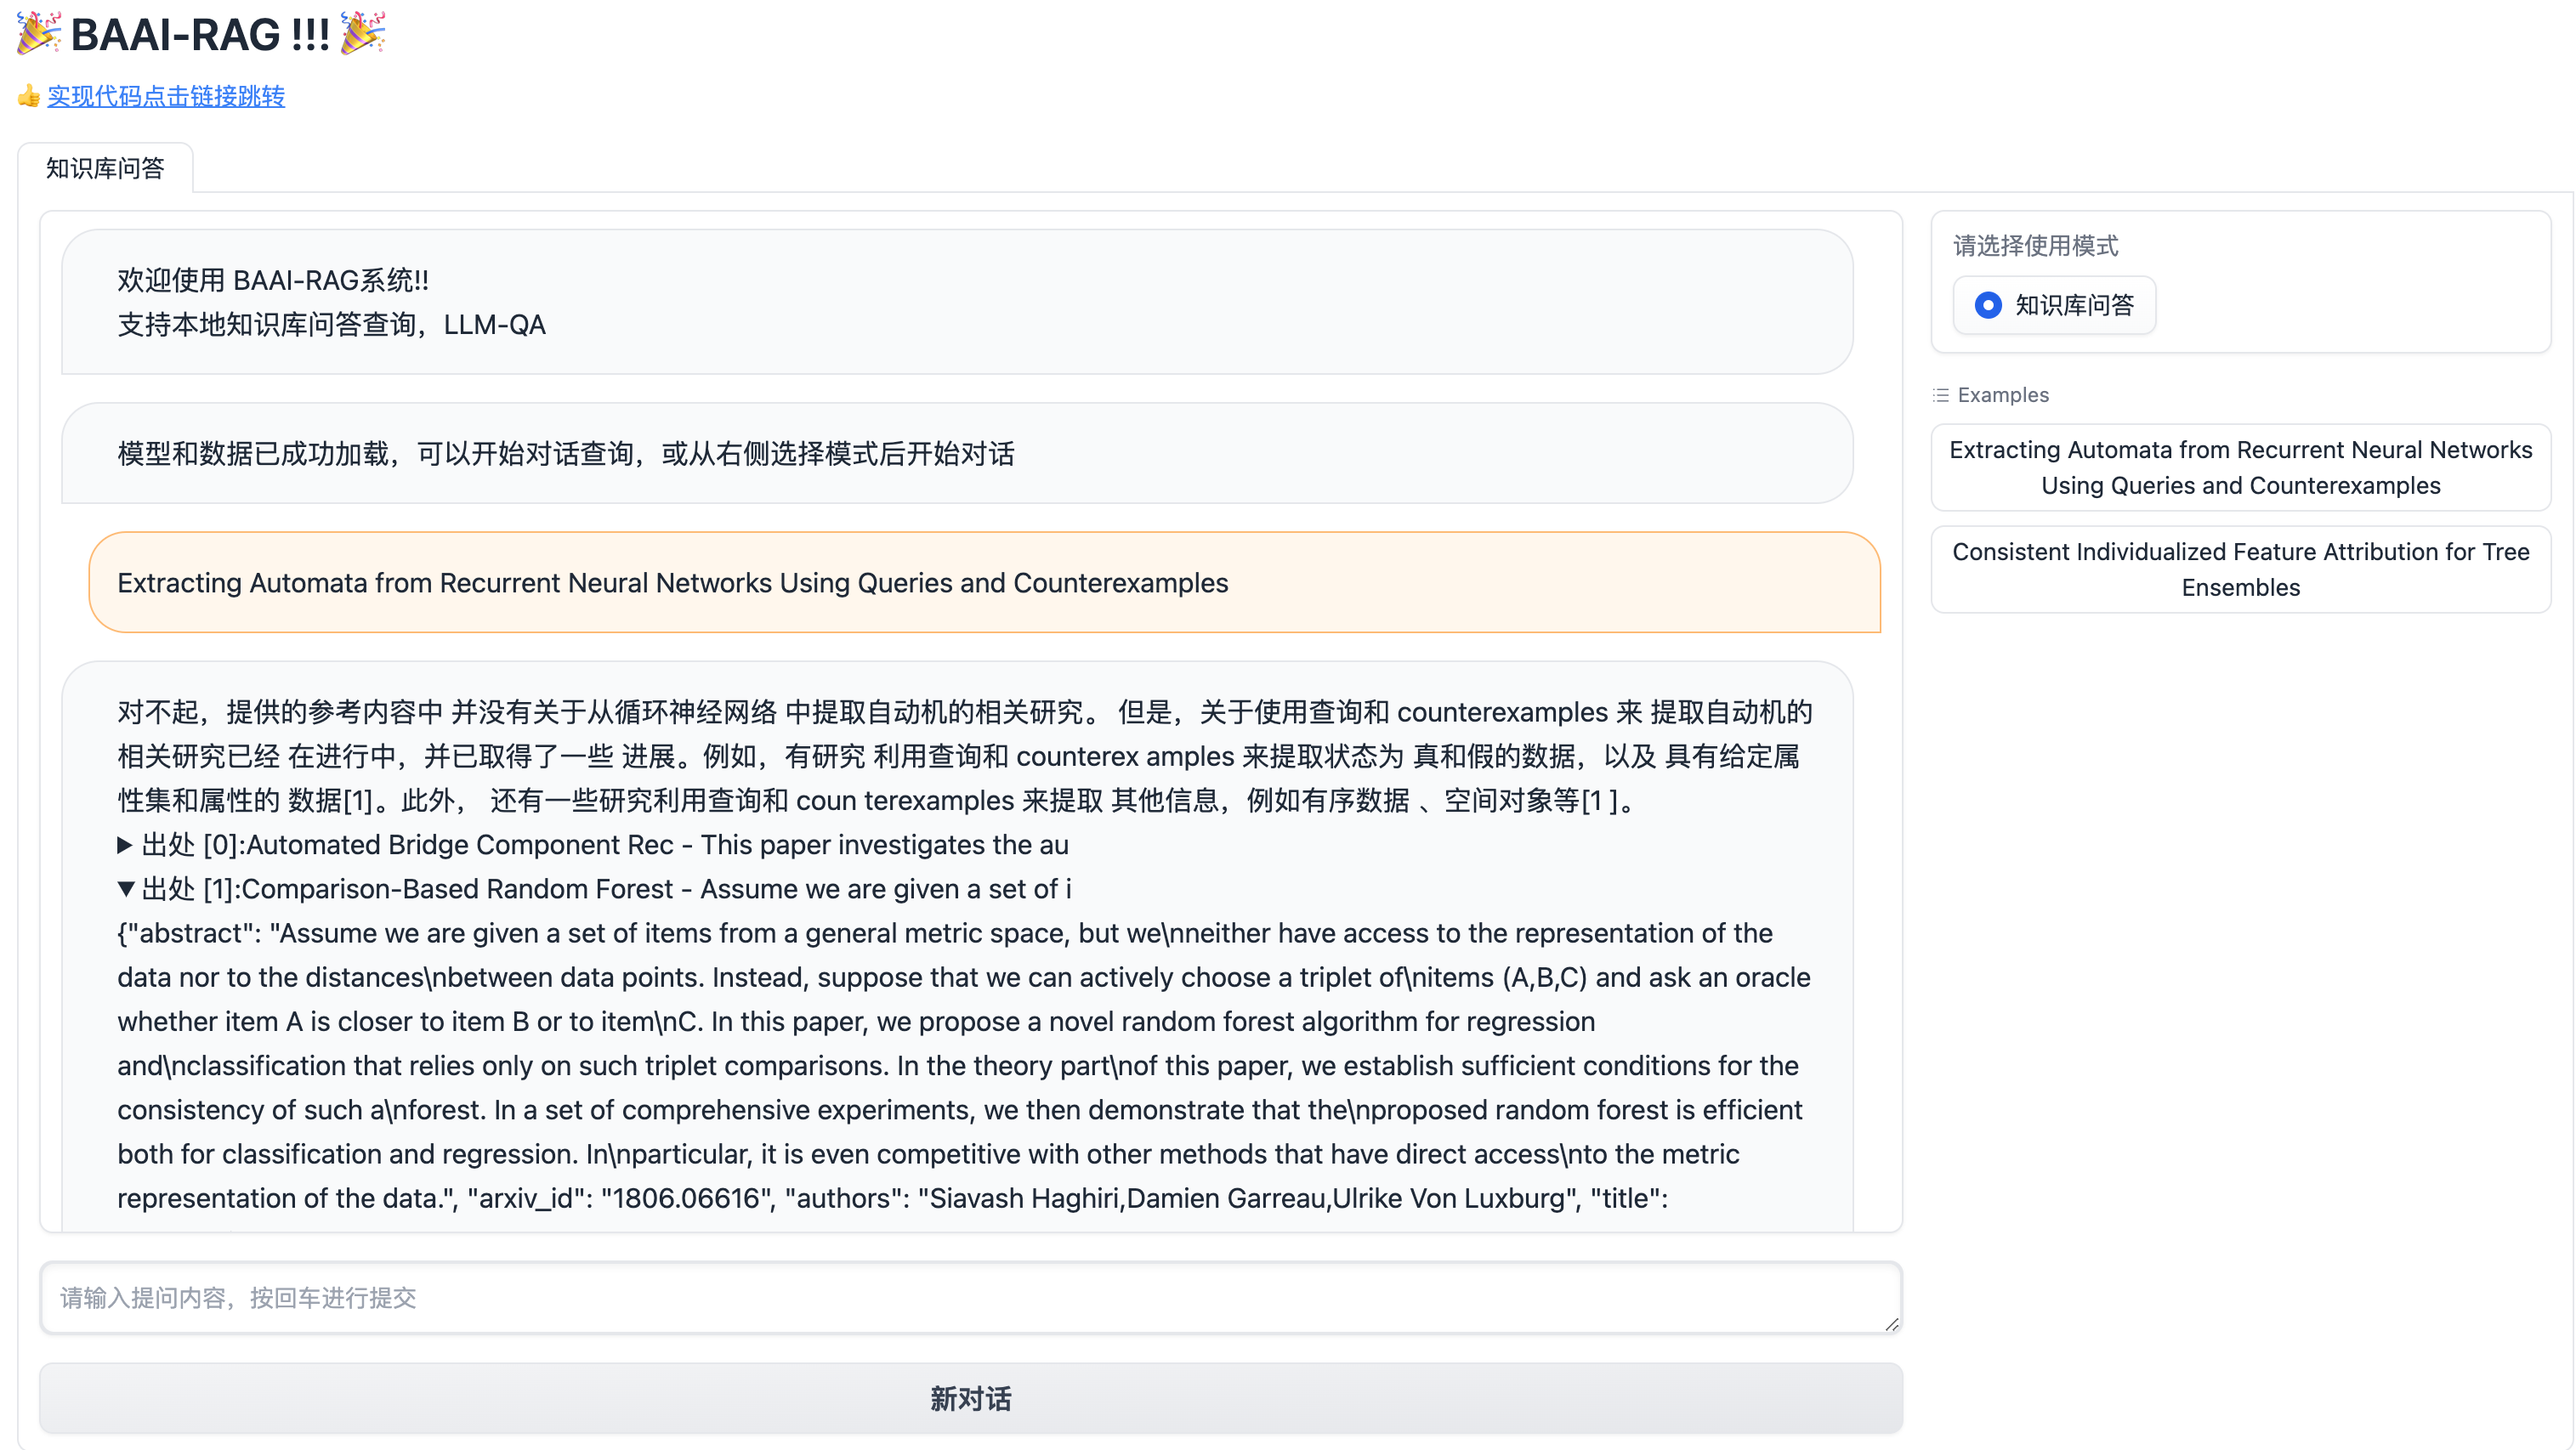 🎉 BAAI-RAG !!! 🎉
👍 实现代码点击链接跳转
知识库问答
欢迎使用 BAAI-RAG系统!!
支持本地知识库问答查询，LLM-QA
模型和数据已成功加载，可以开始对话查询，或从右侧选择模式后开始对话
Extracting Automata from Recurrent Neural Networks Using Queries and Counterexamples
对不起，提供的参考内容中 并没有关于从循环神经网络 中提取自动机的相关研究。 但是，关于使用查询和 counterexamples 来 提取自动机的
相关研究已经 在进行中，并已取得了一些 进展。例如，有研究 利用查询和 counterex amples 来提取状态为 真和假的数据，以及 具有给定属
性集和属性的 数据[1]。此外， 还有一些研究利用查询和 coun terexamples 来提取 其他信息，例如有序数据 、空间对象等[1 ]。
▶ 出处 [0]:Automated Bridge Component Rec - This paper investigates the au
▼ 出处 [1]:Comparison-Based Random Forest - Assume we are given a set of i
{"abstract": "Assume we are given a set of items from a general metric space, but we\nneither have access to the representation of the
data nor to the distances\nbetween data points. Instead, suppose that we can actively choose a triplet of\nitems (A,B,C) and ask an oracle
whether item A is closer to item B or to item\nC. In this paper, we propose a novel random forest algorithm for regression
and\nclassification that relies only on such triplet comparisons. In the theory part\nof this paper, we establish sufficient conditions for the
consistency of such a\nforest. In a set of comprehensive experiments, we then demonstrate that the\nproposed random forest is efficient
both for classification and regression. In\nparticular, it is even competitive with other methods that have direct access\nto the metric
representation of the data.", "arxiv_id": "1806.06616", "authors": "Siavash Haghiri,Damien Garreau,Ulrike Von Luxburg", "title":
请输入提问内容，按回车进行提交
新对话
请选择使用模式
知识库问答
Examples
Extracting Automata from Recurrent Neural Networks
Using Queries and Counterexamples
Consistent Individualized Feature Attribution for Tree
Ensembles